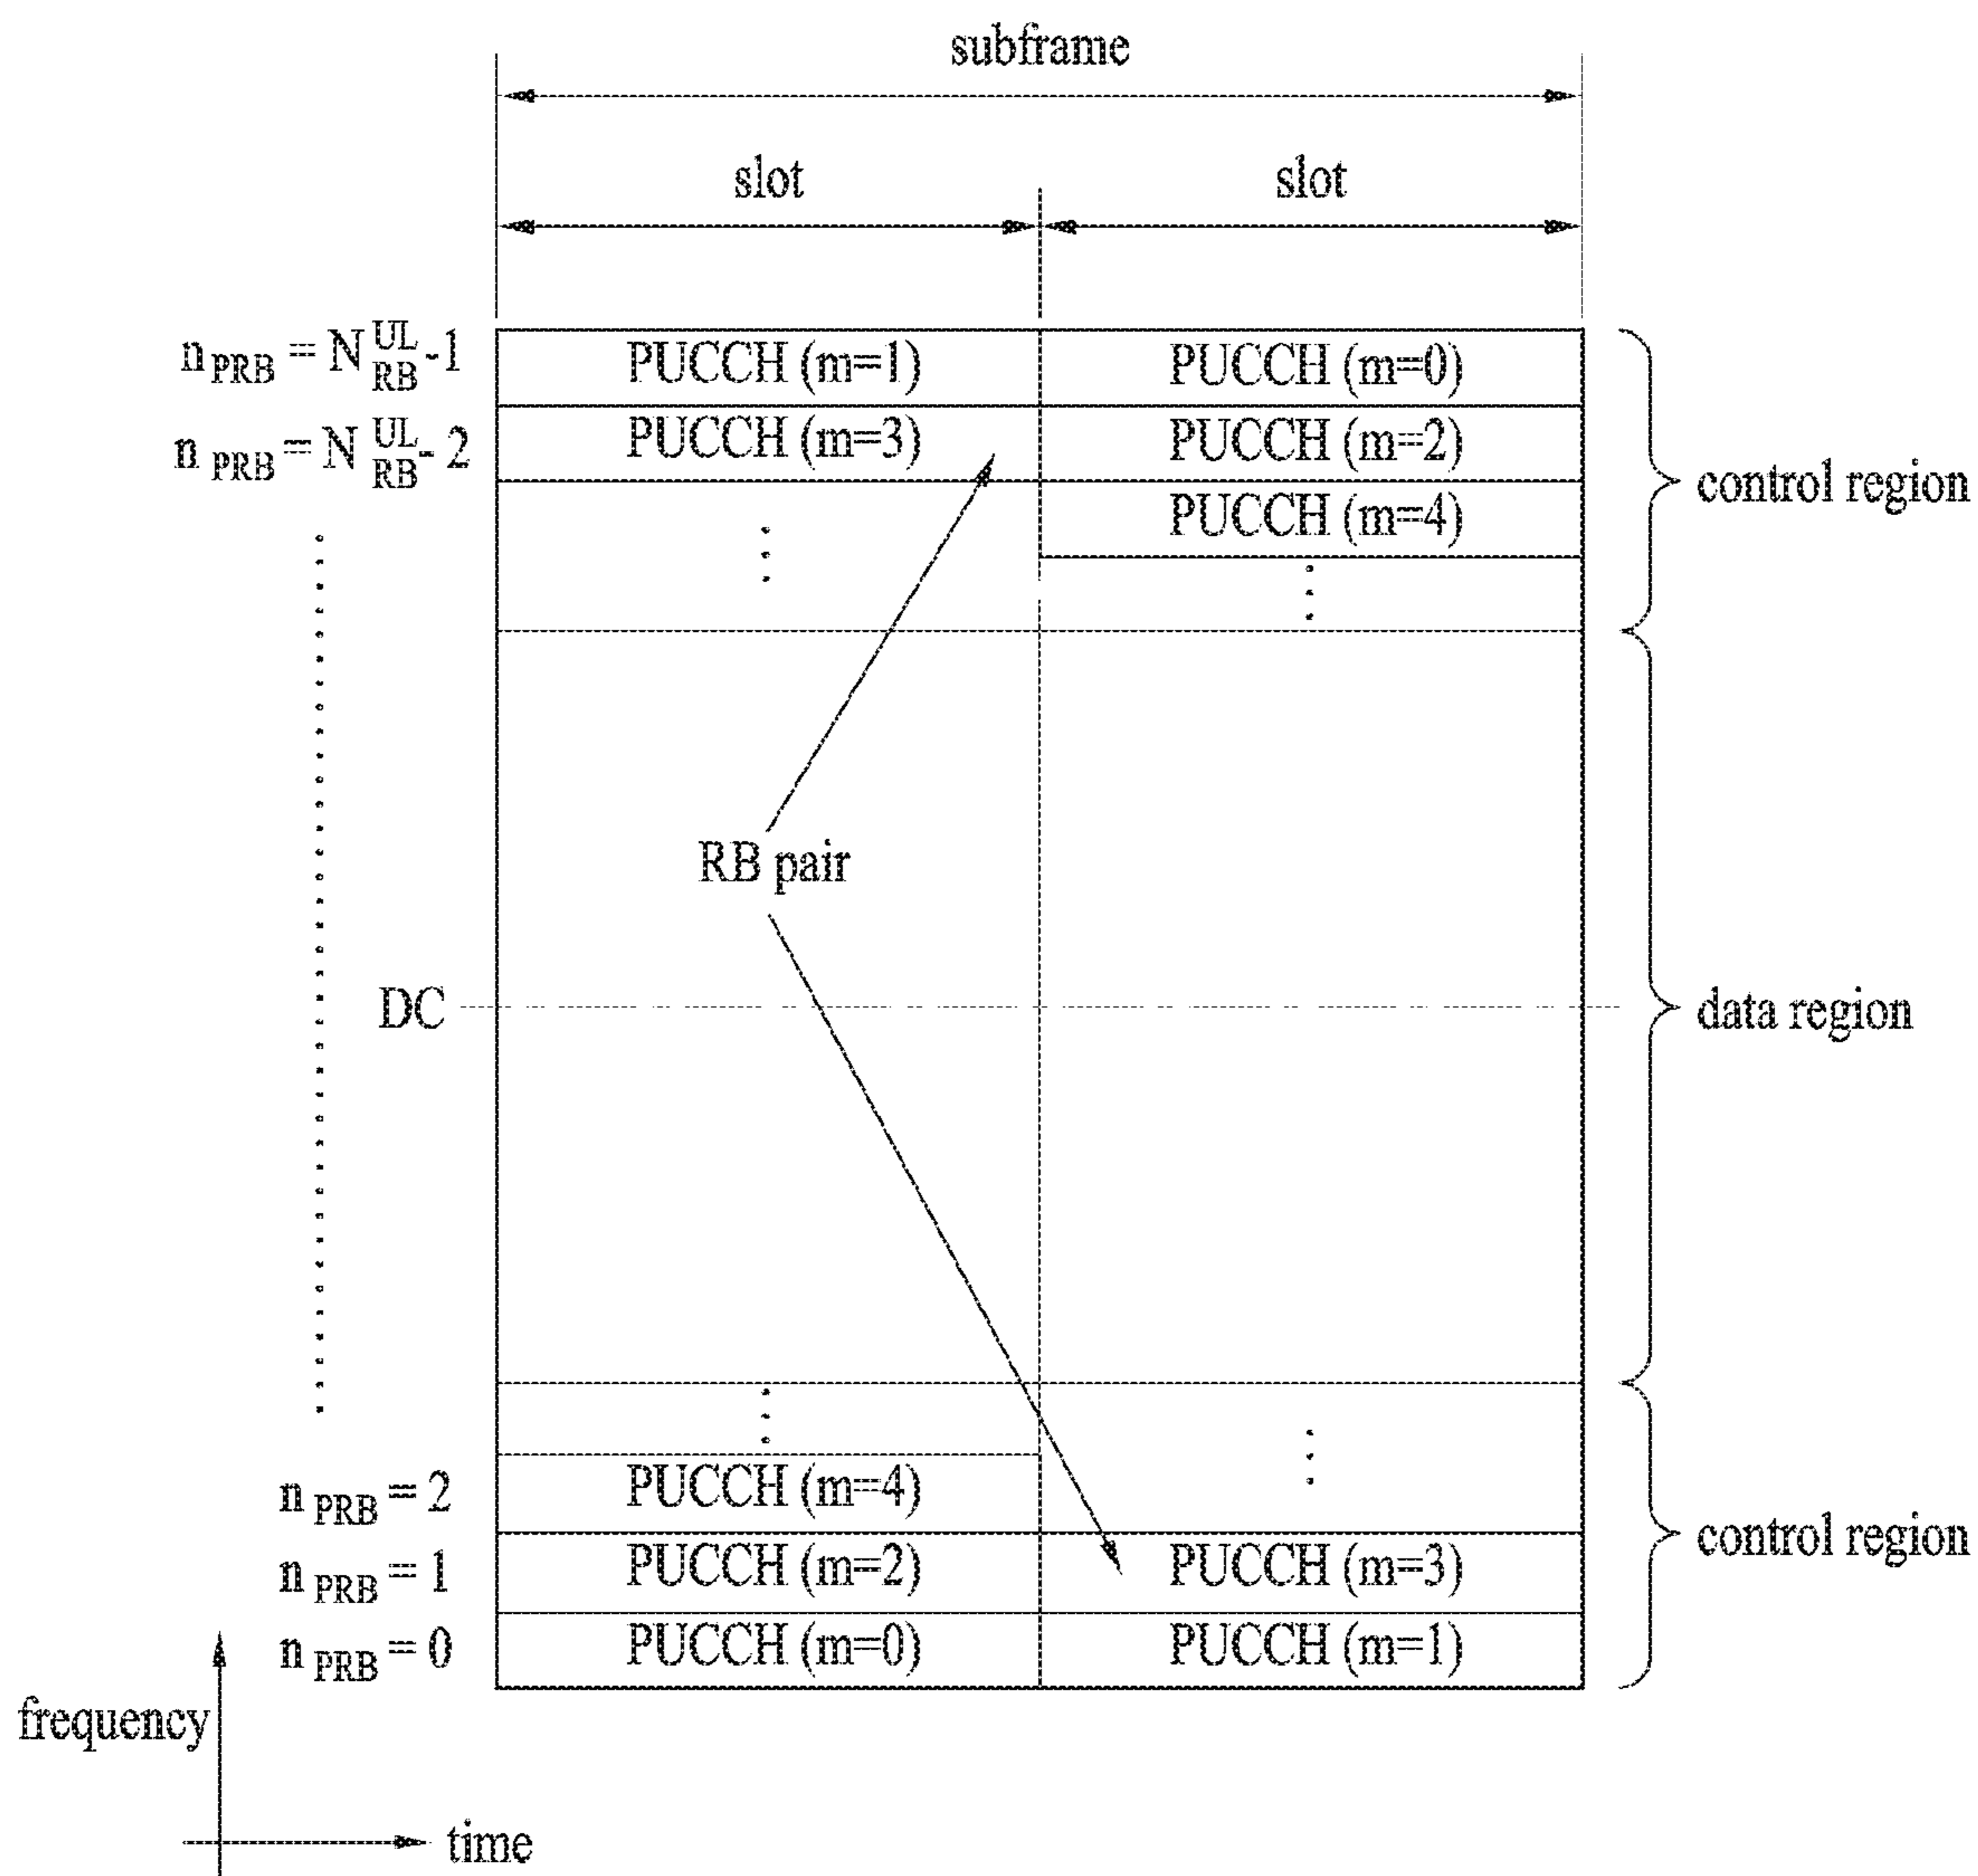 subframe
slot
slot
n PRB = N UL RB -1
PUCCH (m=1)
PUCCH (m=0)
n PRB = N UL RB - 2
PUCCH (m=3)
PUCCH (m=2)
PUCCH (m=4)
control region
RB pair
DC
data region
n PRB = 2
PUCCH (m=4)
n PRB = 1
PUCCH (m=2)
PUCCH (m=3)
control region
n PRB = 0
PUCCH (m=0)
PUCCH (m=1)
frequency
time